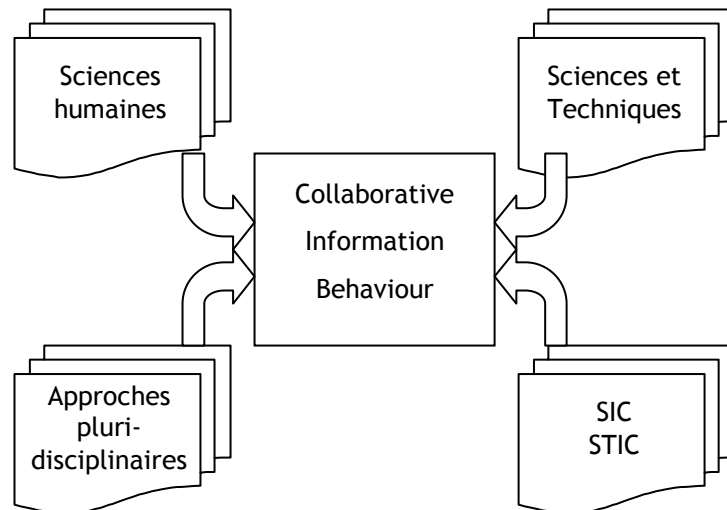 Sciences
humaines
Sciences et
Techniques
Collaborative
Information
Behaviour
Approches
pluri-
disciplinaires
SIC
STIC